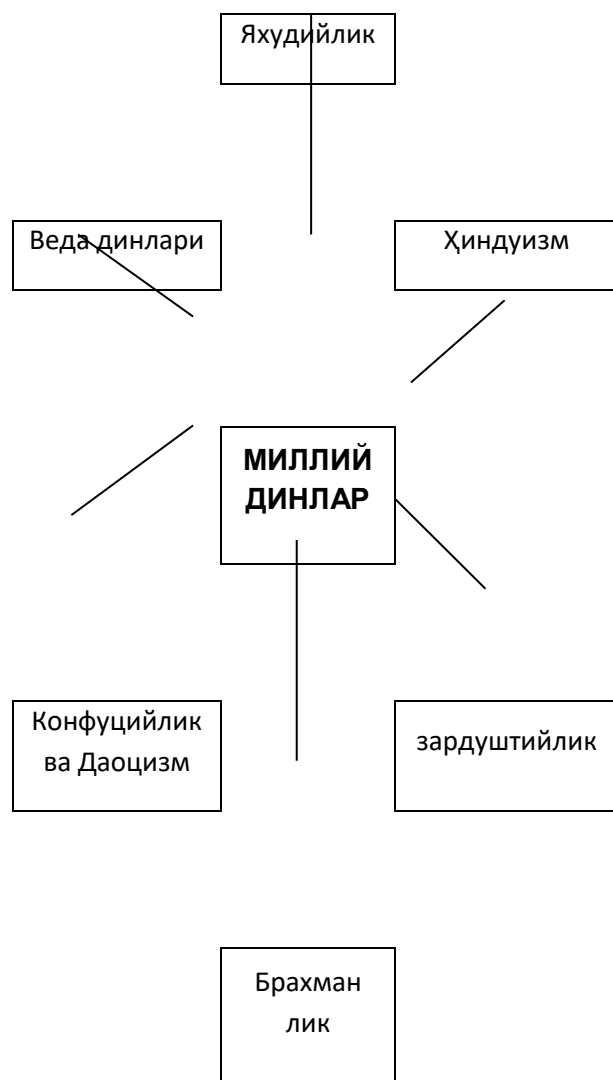 Яхудийлик
Веда динлари
Ҳиндуизм
МИЛЛИЙ
ДИНЛАР
Конфуцийлик
ва Даоцизм
зардуштийлик
Брахман
лик